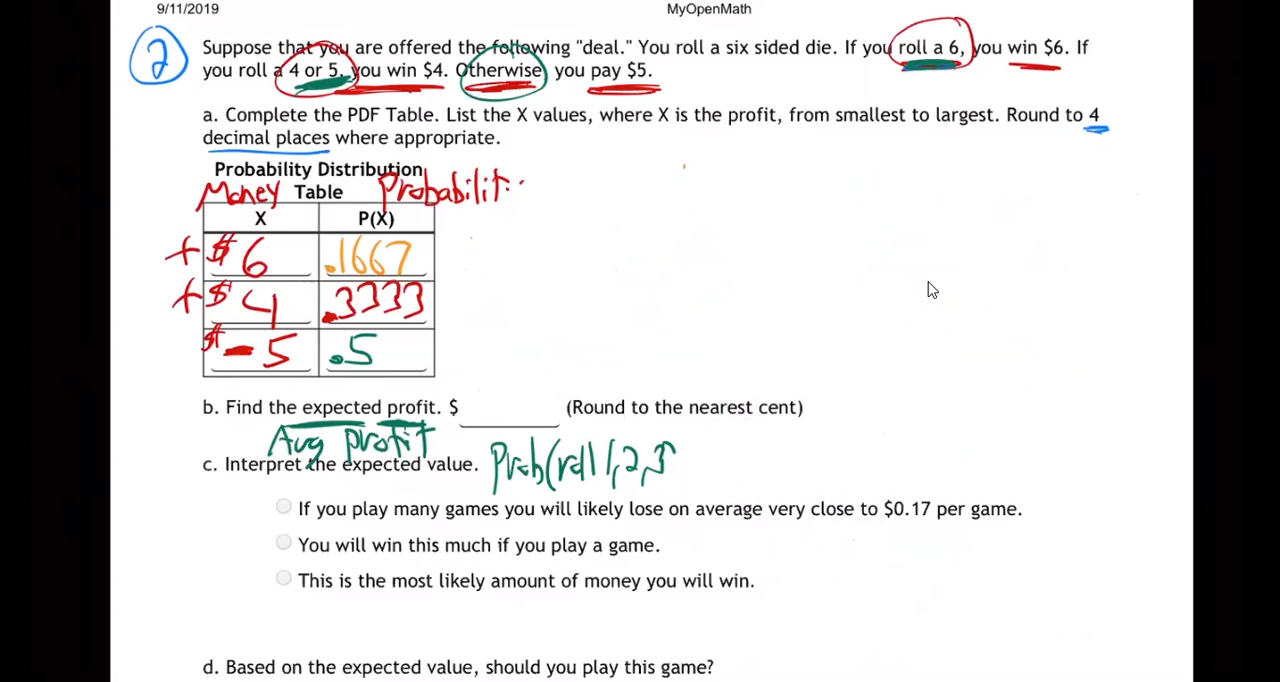 9/11/2019 MyOpenMath
2 Suppose that you are offered the following "deal." You roll a six sided die. If you roll a 6, you win $6. If
you roll a 4 or 5, you win $4. Otherwise, you pay $5.
a. Complete the PDF Table. List the X values, where X is the profit, from smallest to largest. Round to 4
decimal places where appropriate.
Probability Distribution
Money Table Probabilit
X P(X)
+$6 .1667
+$4 .3333
$-5 .5
b. Find the expected profit. $ (Round to the nearest cent)
Avg profit
c. Interpret the expected value. Prob(roll 1,2,3
If you play many games you will likely lose on average very close to $0.17 per game.
You will win this much if you play a game.
This is the most likely amount of money you will win.
d. Based on the expected value, should you play this game?